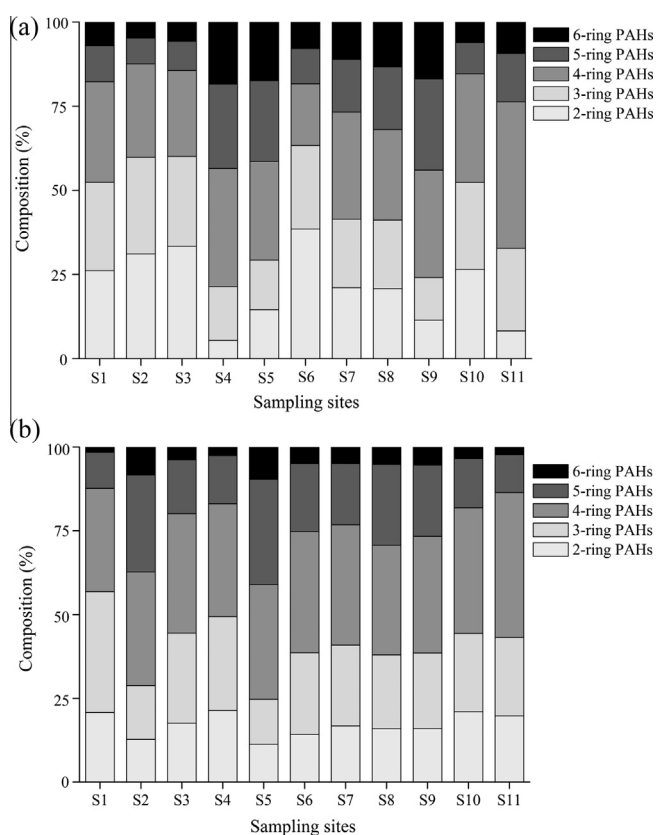 (a)
100
75
50
25
0
Composition (%)
6-ring PAHs
5-ring PAHs
4-ring PAHs
3-ring PAHs
2-ring PAHs
S1 S2 S3 S4 S5 S6 S7 S8 S9 S10 S11
Sampling sites
(b)
100
75
50
25
0
Composition (%)
6-ring PAHs
5-ring PAHs
4-ring PAHs
3-ring PAHs
2-ring PAHs
S1 S2 S3 S4 S5 S6 S7 S8 S9 S10 S11
Sampling sites